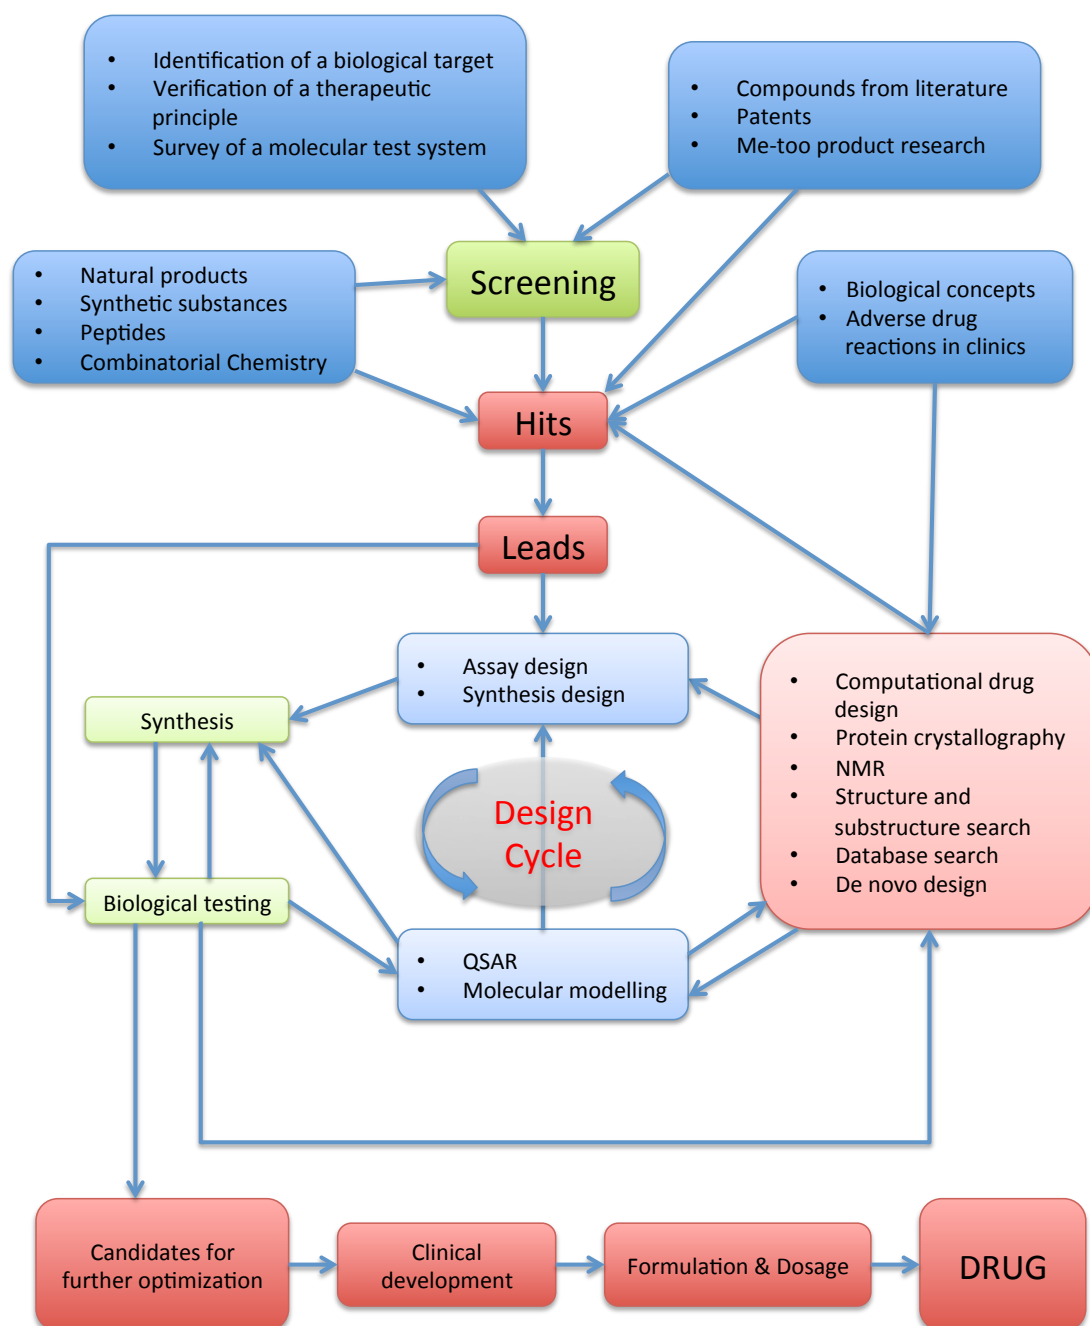 • Identification of a biological target
• Verification of a therapeutic
principle
• Survey of a molecular test system
• Compounds from literature
• Patents
• Me-too product research
Screening
• Natural products
• Synthetic substances
• Peptides
• Combinatorial Chemistry
• Biological concepts
• Adverse drug
reactions in clinics
Hits
Leads
• Assay design
• Synthesis design
Synthesis
• Computational drug
design
• Protein crystallography
• NMR
• Structure and
substructure search
• Database search
• De novo design
Design
Cycle
Biological testing
• QSAR
• Molecular modelling
Candidates for
further optimization
Clinical
development
Formulation & Dosage
DRUG